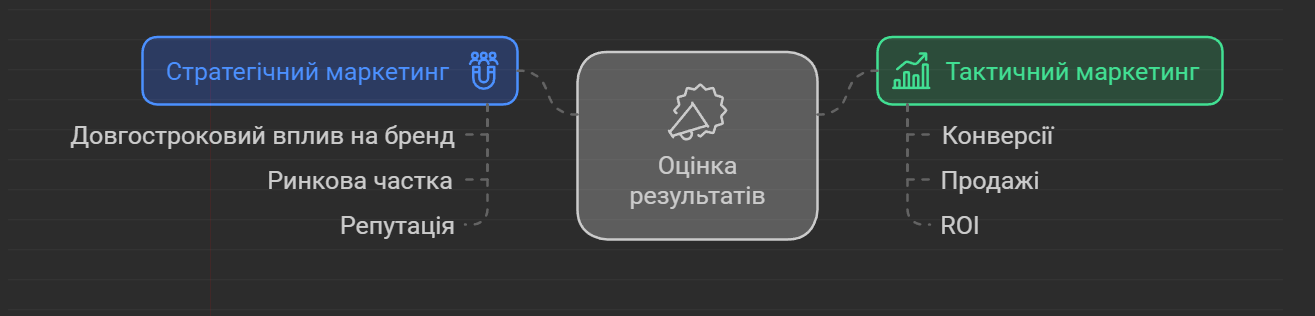 Стратегічний маркетинг
Довгостроковий вплив на бренд
Ринкова частка
Репутація
Оцінка
результатів
Тактичний маркетинг
Конверсії
Продажі
ROI